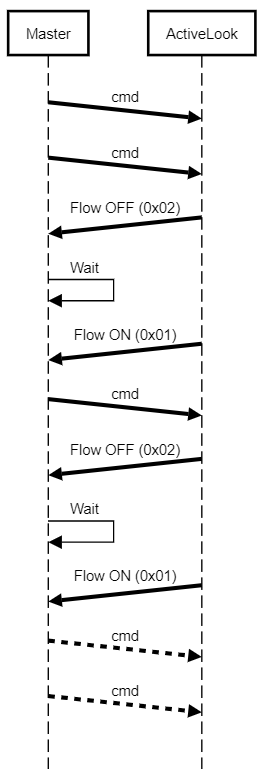 Master
ActiveLook
cmd
cmd
Flow OFF (0x02)
Wait
Flow ON (0x01)
cmd
Flow OFF (0x02)
Wait
Flow ON (0x01)
cmd
cmd